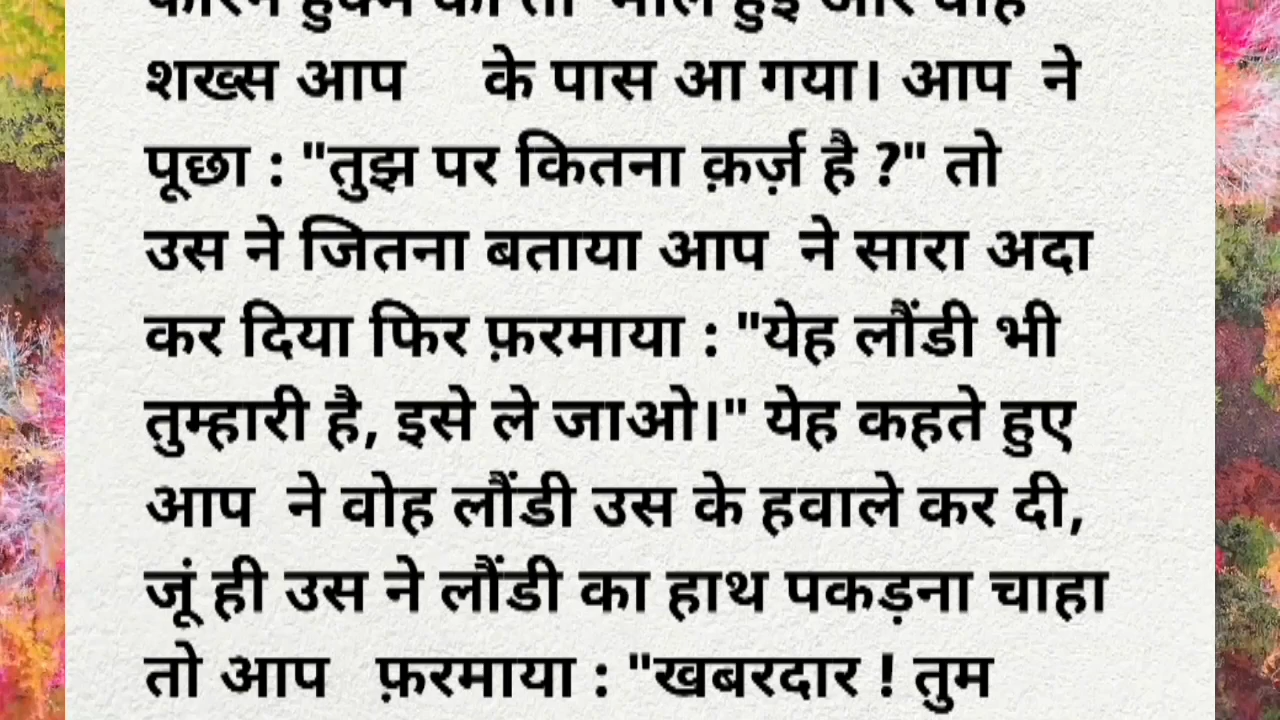 शख्स आप के पास आ गया। आप ने
पूछा : "तुझ पर कितना क़र्ज़ है ?" तो
उस ने जितना बताया आप ने सारा अदा
कर दिया फिर फ़रमाया : "येह लौंडी भी
तुम्हारी है, इसे ले जाओ।" येह कहते हुए
आप ने वोह लौंडी उस के हवाले कर दी,
जूं ही उस ने लौंडी का हाथ पकड़ना चाहा
तो आप फ़रमाया : "खबरदार ! तुम